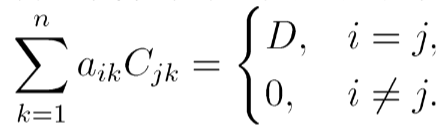 \sum_{k=1}^{n} a_{ik} C_{jk} = \begin{cases} D, & i = j, \\ 0, & i \neq j. \end{cases}